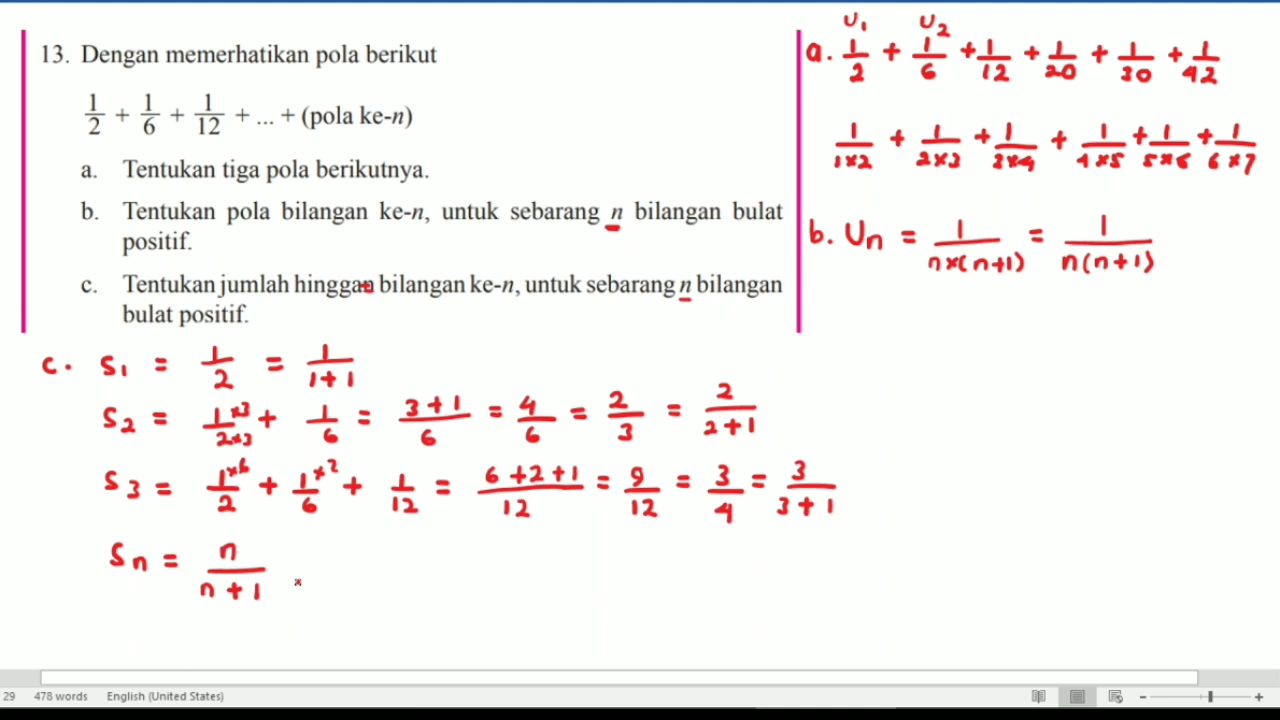 13. Dengan memerhatikan pola berikut
1/2 + 1/6 + 1/12 + ... + (pola ke-n)
a. Tentukan tiga pola berikutnya.
b. Tentukan pola bilangan ke-n, untuk sebarang n bilangan bulat
positif.
c. Tentukan jumlah hinggan bilangan ke-n, untuk sebarang n bilangan
bulat positif.
U1 U2
a. 1/2 + 1/6 + 1/12 + 1/20 + 1/30 + 1/42
1/1×2 + 1/2×3 + 1/3×4 + 1/4×5 + 1/5×6 + 1/6×7
b. Un = 1/n×(n+1) = 1/n(n+1)
c. S1 = 1/2 = 1/1+1
S2 = 1×3/2×3 + 1/6 = 3+1/6 = 4/6 = 2/3 = 2/2+1
S3 = 1×6/2 + 1×2/6 + 1/12 = 6+2+1/12 = 9/12 = 3/4 = 3/3+1
Sn = n/n+1
29 478 words English (United States)